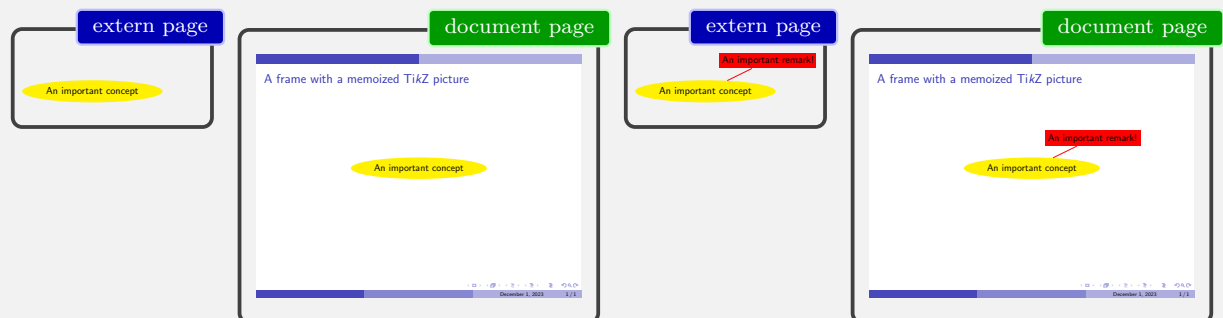 extern page
An important concept
document page
A frame with a memoized TikZ picture
An important concept
December 1, 2023 1 / 1
extern page
An important remark!
An important concept
document page
A frame with a memoized TikZ picture
An important remark!
An important concept
December 1, 2023 1 / 1